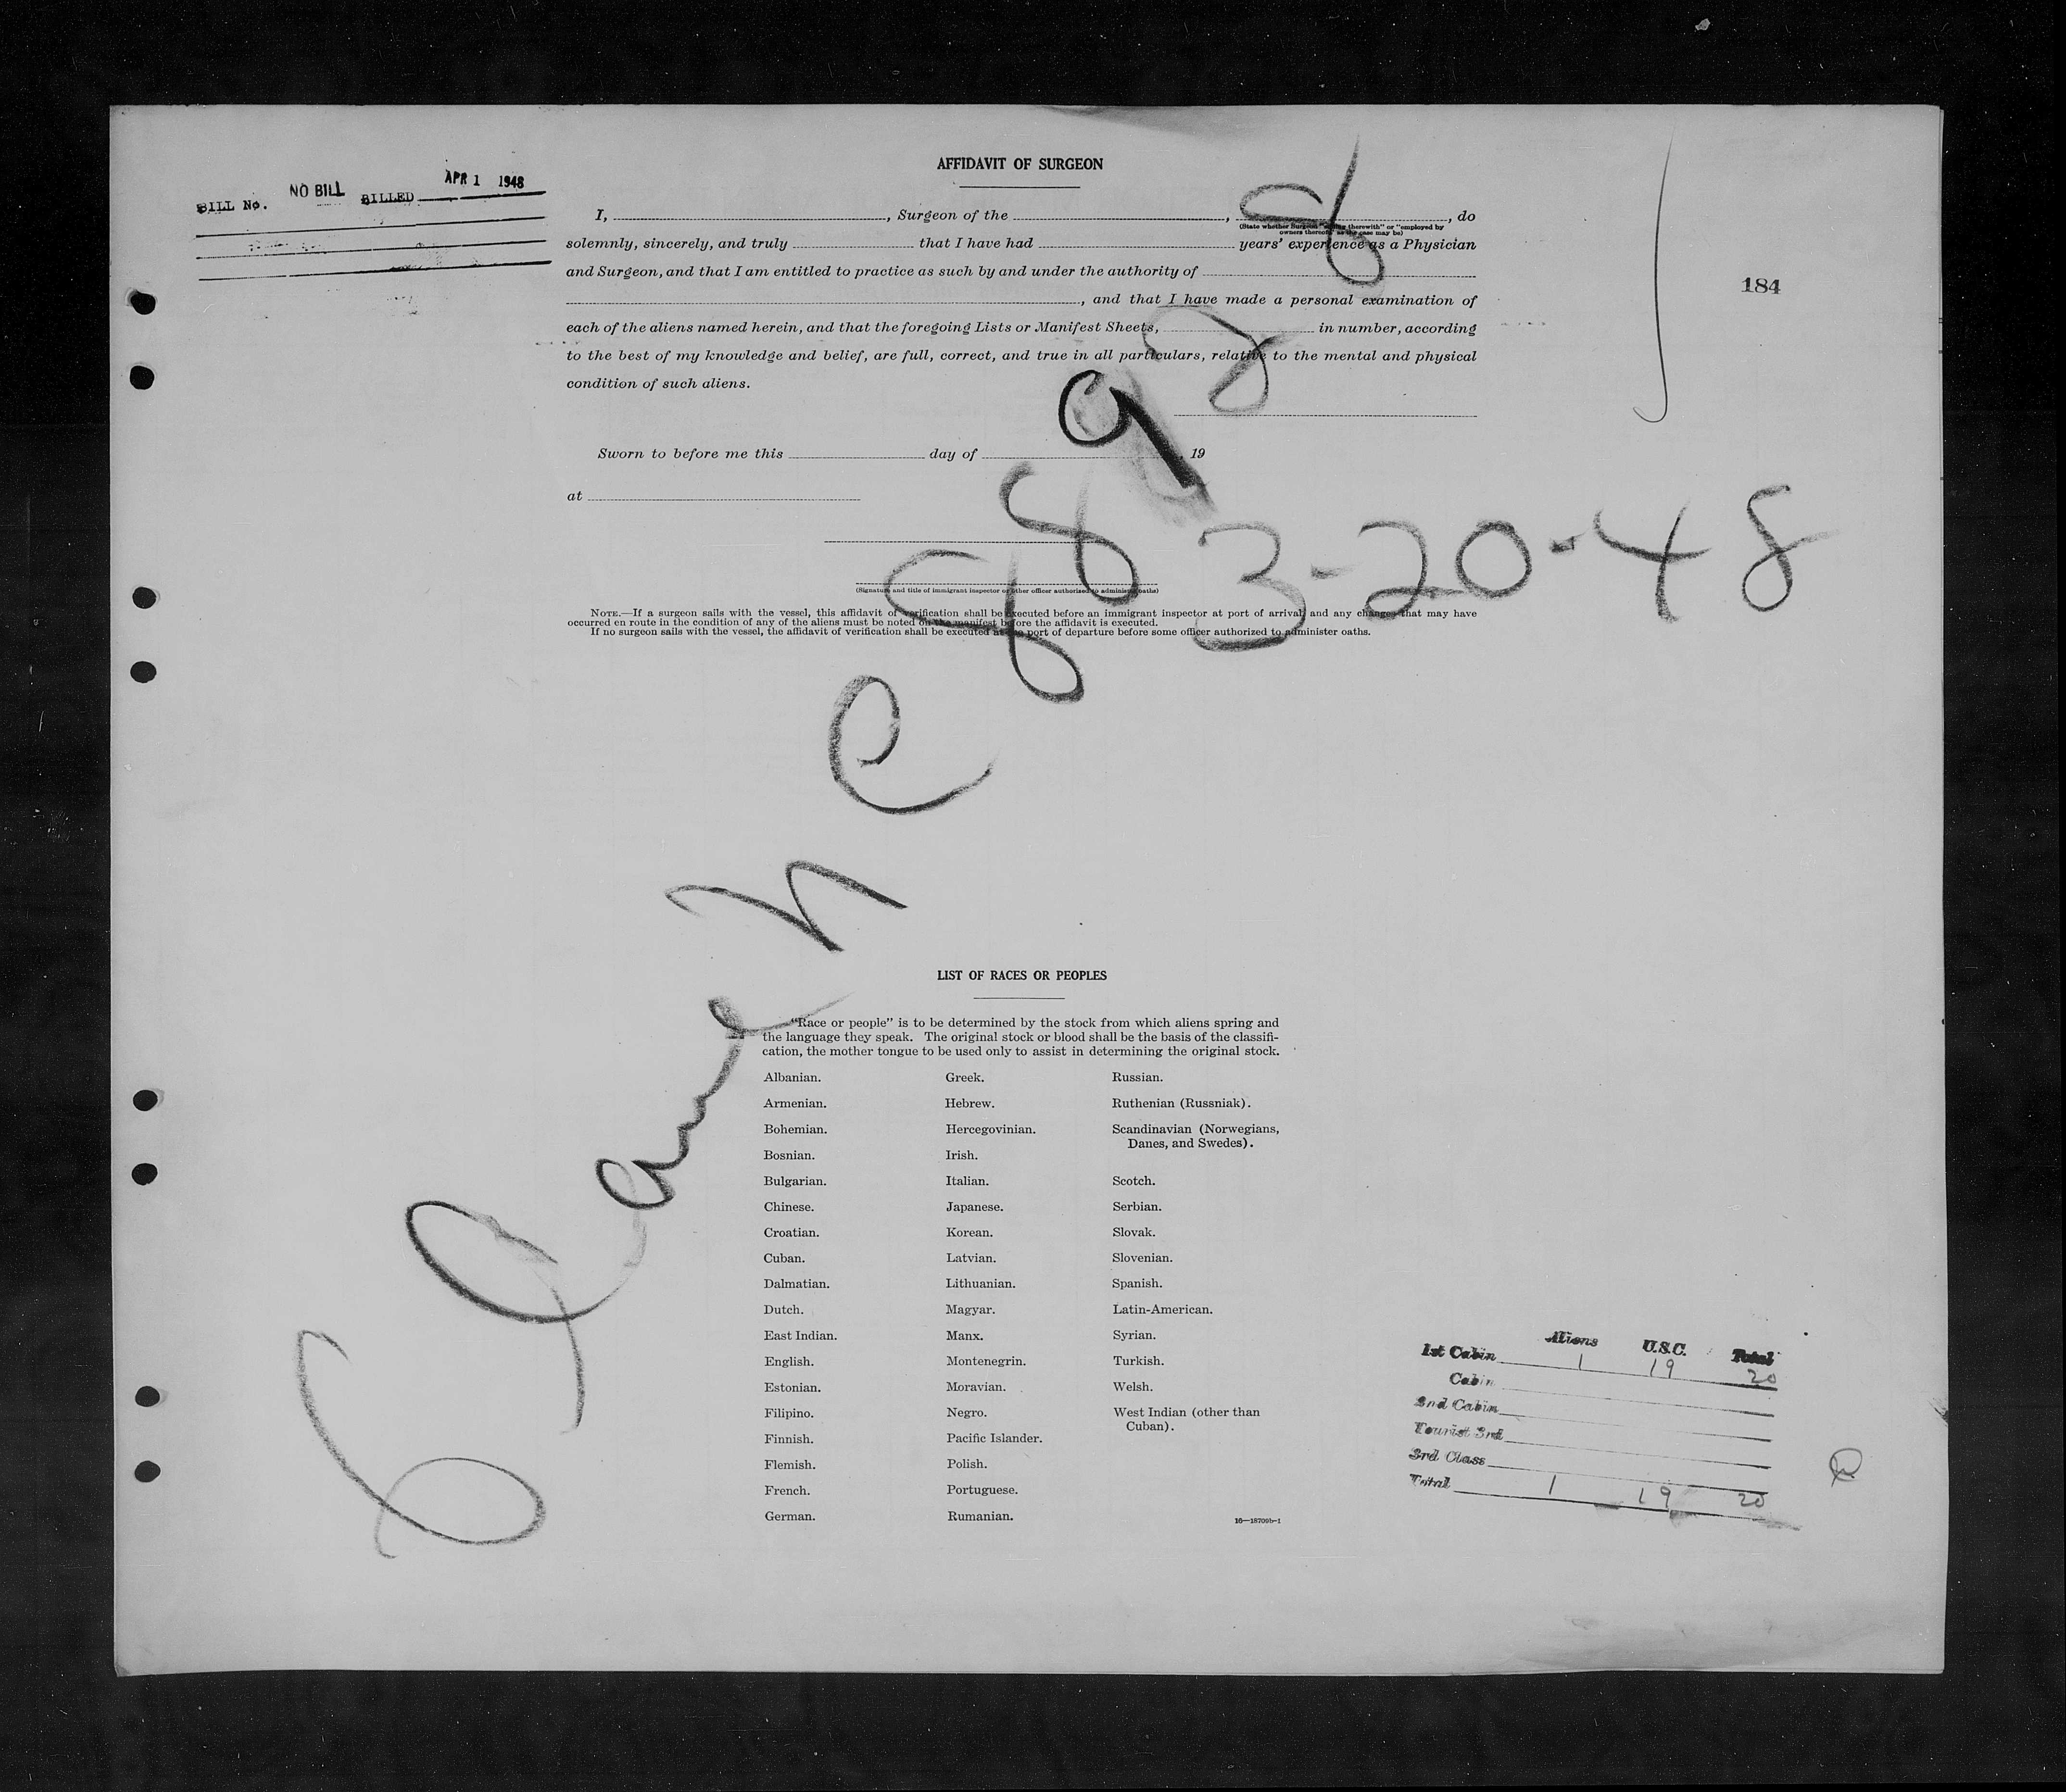 AFFIDAVIT OF SURGEON
BILL No. NO BILL BILLED APR 1 1948
I, , Surgeon of the , , do
(State whether Surgeon "sailing therewith" or "employed by
owners thereof," as the case may be)
solemnly, sincerely, and truly that I have had years' experience as a Physician
and Surgeon, and that I am entitled to practice as such by and under the authority of
184
, and that I have made a personal examination of
each of the aliens named herein, and that the foregoing Lists or Manifest Sheets, in number, according
to the best of my knowledge and belief, are full, correct, and true in all particulars, relative to the mental and physical
condition of such aliens.
Sworn to before me this day of , 19
at
3-20-48
(Signature and title of immigrant inspector or other officer authorized to administer oaths)
NOTE.—If a surgeon sails with the vessel, this affidavit of verification shall be executed before an immigrant inspector at port of arrival, and any changes that may have
occurred en route in the condition of any of the aliens must be noted on the manifest before the affidavit is executed.
If no surgeon sails with the vessel, the affidavit of verification shall be executed at the port of departure before some officer authorized to administer oaths.
LIST OF RACES OR PEOPLES
"Race or people" is to be determined by the stock from which aliens spring and
the language they speak. The original stock or blood shall be the basis of the classifi-
cation, the mother tongue to be used only to assist in determining the original stock.
Albanian.
Armenian.
Bohemian.
Bosnian.
Bulgarian.
Chinese.
Croatian.
Cuban.
Dalmatian.
Dutch.
East Indian.
English.
Estonian.
Filipino.
Finnish.
Flemish.
French.
German.
Greek.
Hebrew.
Hercegovinian.
Irish.
Italian.
Japanese.
Korean.
Latvian.
Lithuanian.
Magyar.
Manx.
Montenegrin.
Moravian.
Negro.
Pacific Islander.
Polish.
Portuguese.
Rumanian.
Russian.
Ruthenian (Russniak).
Scandinavian (Norwegians,
Danes, and Swedes).
Scotch.
Serbian.
Slovak.
Slovenian.
Spanish.
Latin-American.
Syrian.
Turkish.
Welsh.
West Indian (other than
Cuban).
16—18709b-1
Aliens U.S.C. Total
1st Cabin 1 19 20
Cabin
2nd Cabin
Tourist 3rd
3rd Class
Total 1 19 20